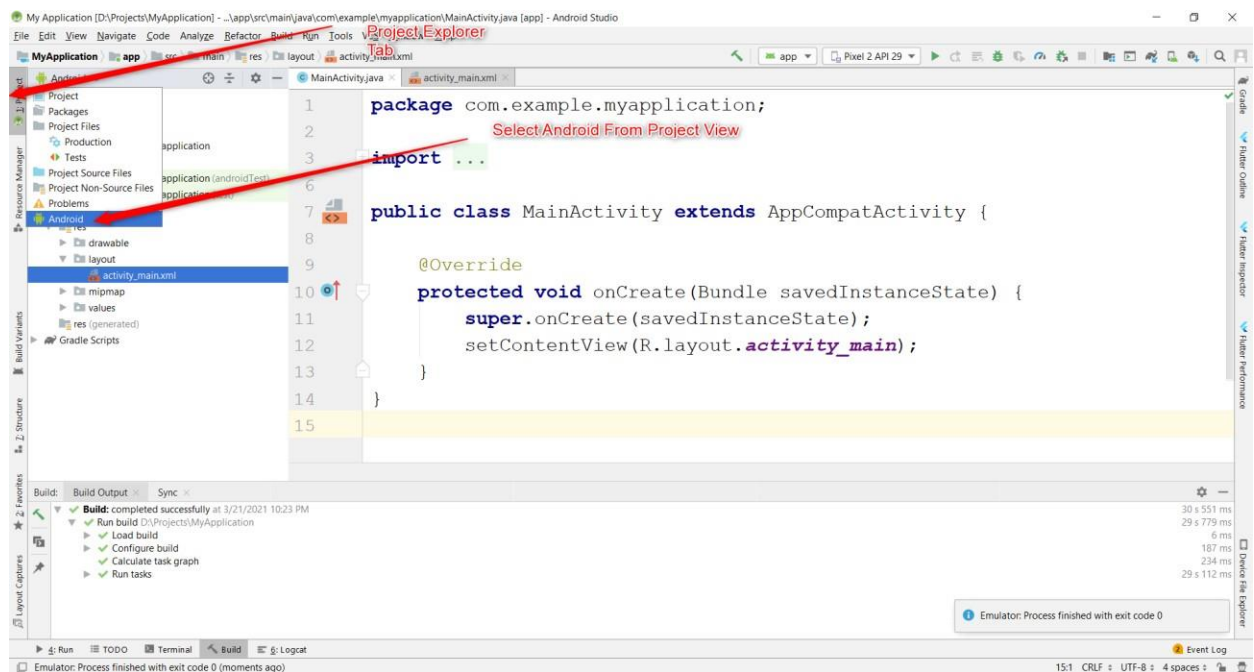 My Application [D:\Projects\MyApplication] - ...\app\src\main\java\com\example\myapplication\MainActivity.java [app] - Android Studio
File Edit View Navigate Code Analyze Refactor Build Run Tools
Project Explorer
Tab
MyApplication app src main res layout activity_main.xml
app Pixel 2 API 29
1: Project
Resource Manager
Build Variants
Z: Structure
2: Favorites
Layout Captures
Android
Project
Packages
Project Files
Production
Tests
Project Source Files
Project Non-Source Files
Problems
Android
application
application (androidTest)
application
res
drawable
layout
activity_main.xml
mipmap
values
res (generated)
Gradle Scripts
MainActivity.java activity_main.xml
Select Android From Project View
1 package com.example.myapplication;
2
3 import ...
6
7 public class MainActivity extends AppCompatActivity {
8
9 @Override
10 protected void onCreate(Bundle savedInstanceState) {
11 super.onCreate(savedInstanceState);
12 setContentView(R.layout.activity_main);
13 }
14 }
15
Gradle
Flutter Outline
Flutter Inspector
Flutter Performance
Device File Explorer
Build: Build Output Sync
Build: completed successfully at 3/21/2021 10:23 PM 30 s 551 ms
Run build D:\Projects\MyApplication 29 s 779 ms
Load build 6 ms
Configure build 187 ms
Calculate task graph 234 ms
Run tasks 29 s 112 ms
Emulator: Process finished with exit code 0
4: Run TODO Terminal Build 6: Logcat 2 Event Log
Emulator: Process finished with exit code 0 (moments ago) 15:1 CRLF UTF-8 4 spaces